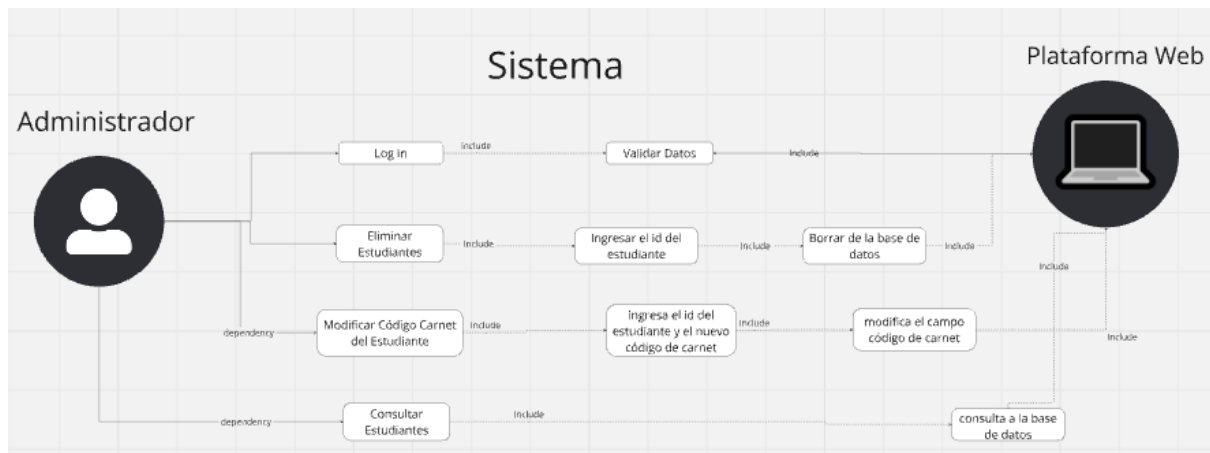 Sistema
Plataforma Web
Administrador
Log in
Include
Validar Datos
Include
Eliminar
Estudiantes
Include
Ingresar el id del
estudiante
Include
Borrar de la base de
datos
Include
Include
dependency
Modificar Código Carnet
del Estudiante
Include
ingresa el id del
estudiante y el nuevo
código de carnet
Include
modifica el campo
código de carnet
Include
dependency
Consultar
Estudiantes
Include
consulta a la base
de datos